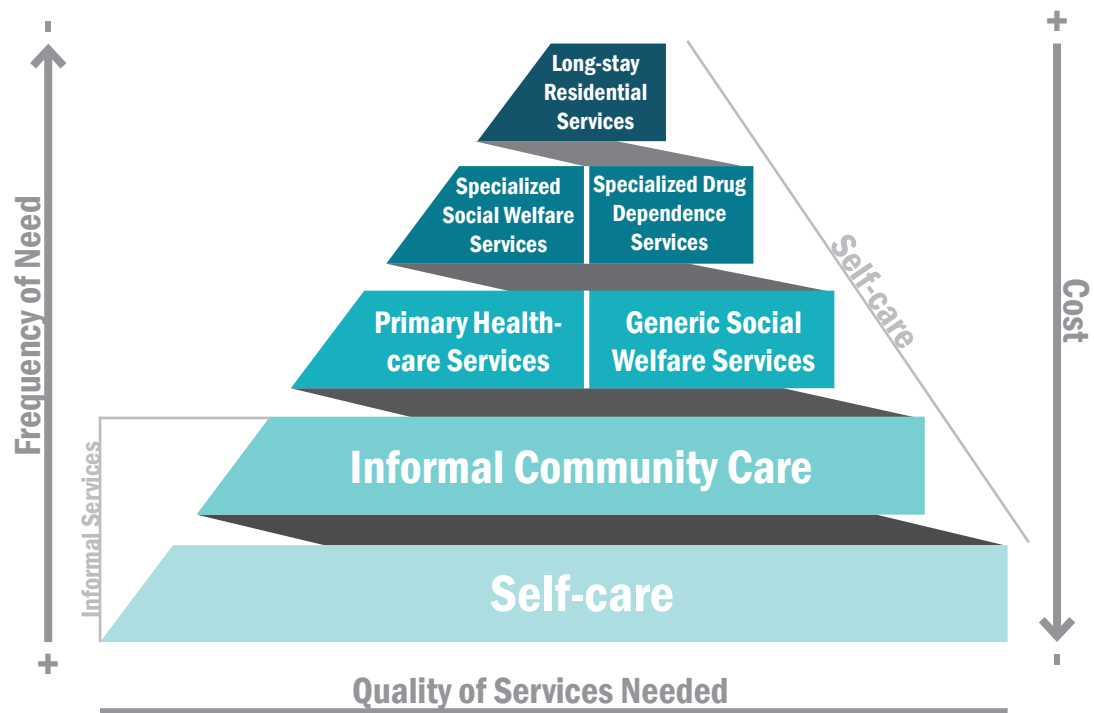 -
+
Long-stay
Residential
Services
Specialized
Social Welfare
Services
Specialized Drug
Dependence
Services
Self-care
Frequency of Need
Cost
Primary Health-
care Services
Generic Social
Welfare Services
Informal Services
Informal Community Care
Self-care
+
-
Quality of Services Needed